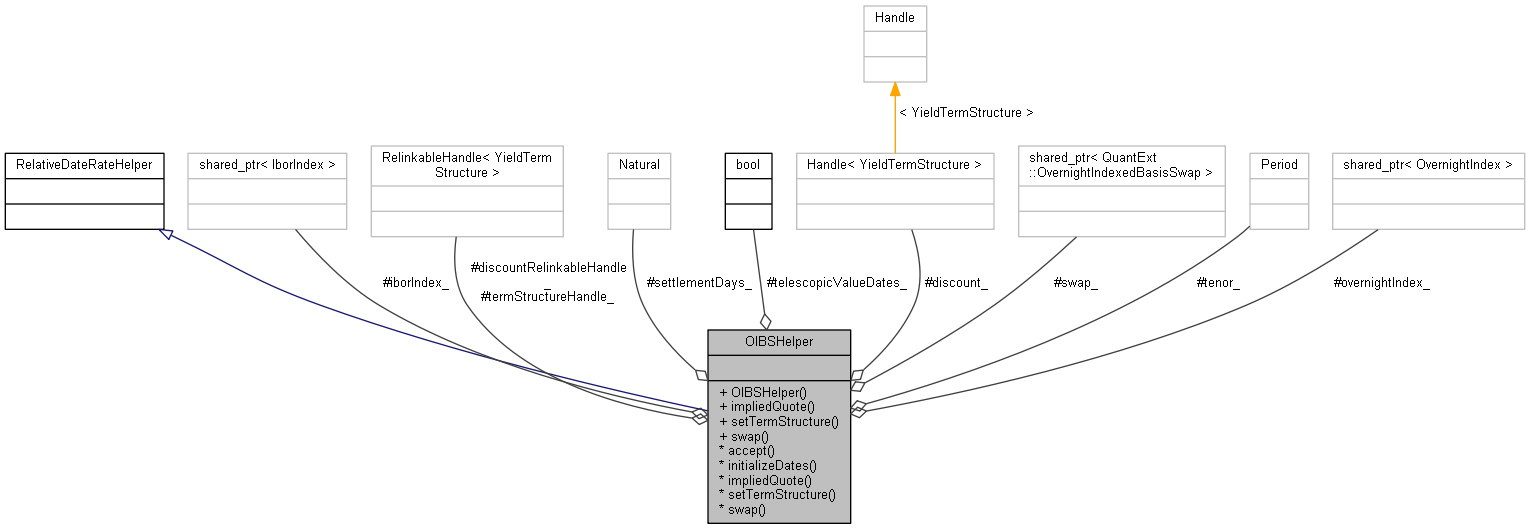 Handle
< YieldTermStructure >
RelativeDateRateHelper
shared_ptr< IborIndex >
RelinkableHandle< YieldTerm
Structure >
Natural
bool
Handle< YieldTermStructure >
shared_ptr< QuantExt
::OvernightIndexedBasisSwap >
Period
shared_ptr< OvernightIndex >
#iborIndex_
#discountRelinkableHandle
_
#termStructureHandle_
#settlementDays_
#telescopicValueDates_
#discount_
#swap_
#tenor_
#overnightIndex_
OIBSHelper
+ OIBSHelper()
+ impliedQuote()
+ setTermStructure()
+ swap()
* accept()
* initializeDates()
* impliedQuote()
* setTermStructure()
* swap()